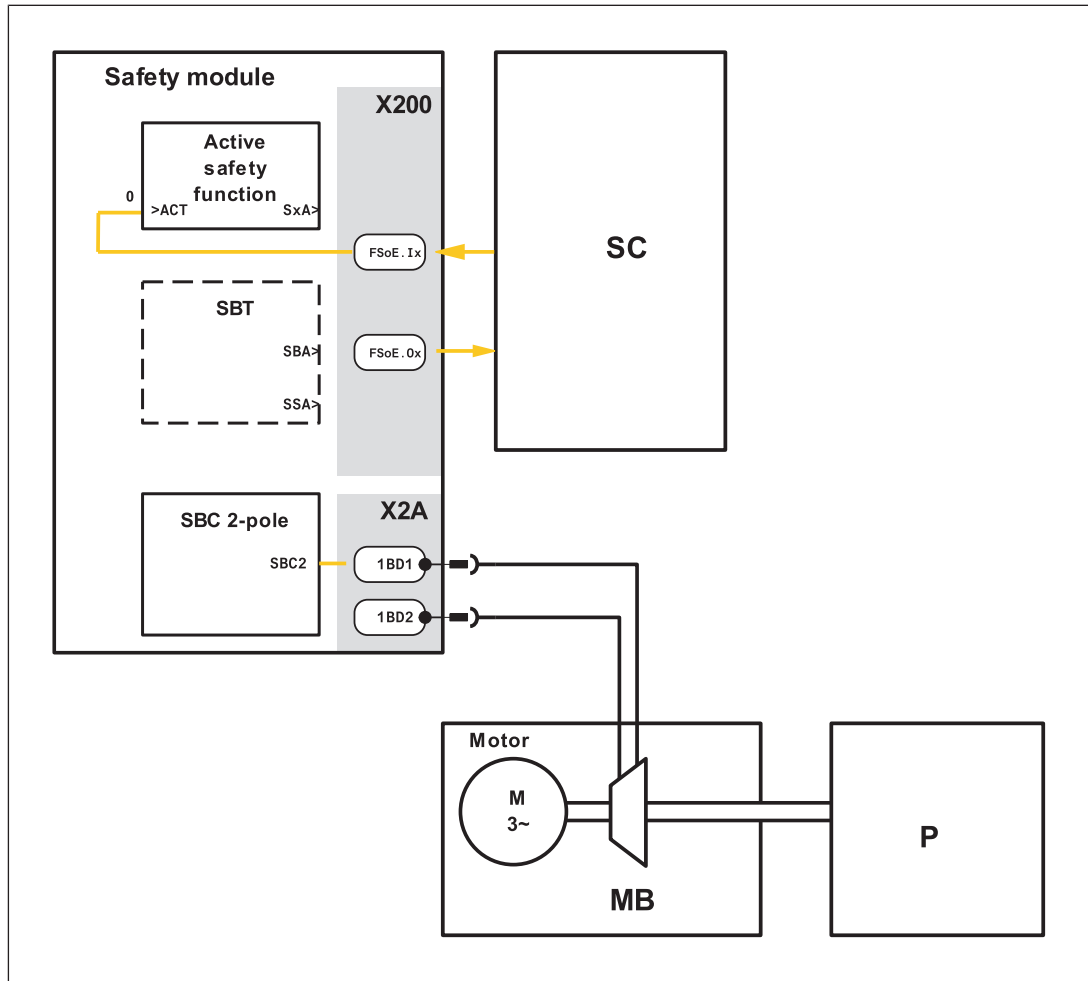 Safety module
X200
Active
safety
function
0
>ACT
SxA>
FSoE.Ix
SC
SBT
SBA>
FSoE.Ox
SSA>
X2A
SBC 2-pole
SBC2
1BD1
1BD2
Motor
M
3~
P
MB